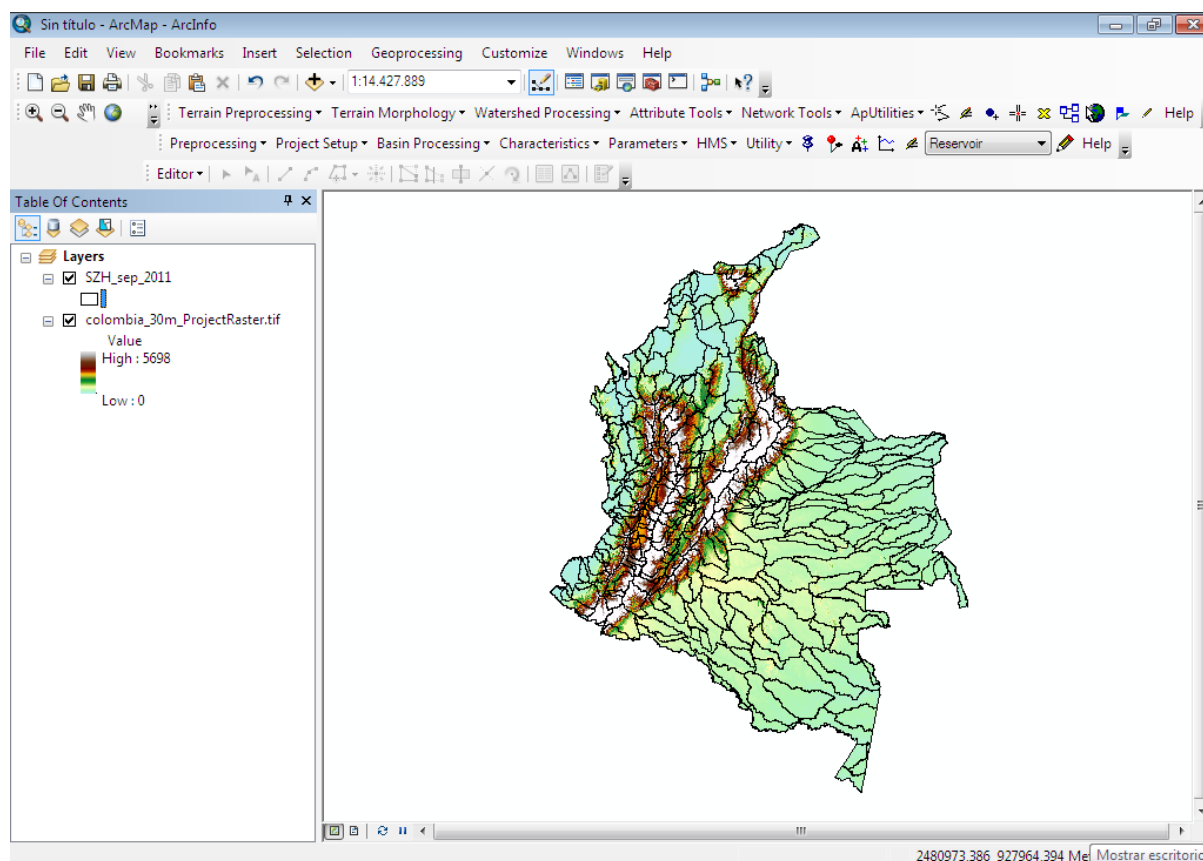 Sin título - ArcMap - ArcInfo
File Edit View Bookmarks Insert Selection Geoprocessing Customize Windows Help
1:14.427.889
Terrain Preprocessing Terrain Morphology Watershed Processing Attribute Tools Network Tools ApUtilities Help
Preprocessing Project Setup Basin Processing Characteristics Parameters HMS Utility Reservoir Help
Editor
Table Of Contents
Layers
SZH_sep_2011
colombia_30m_ProjectRaster.tif
Value
High : 5698
Low : 0
2480973,386 927964,394 Me Mostrar escritorio